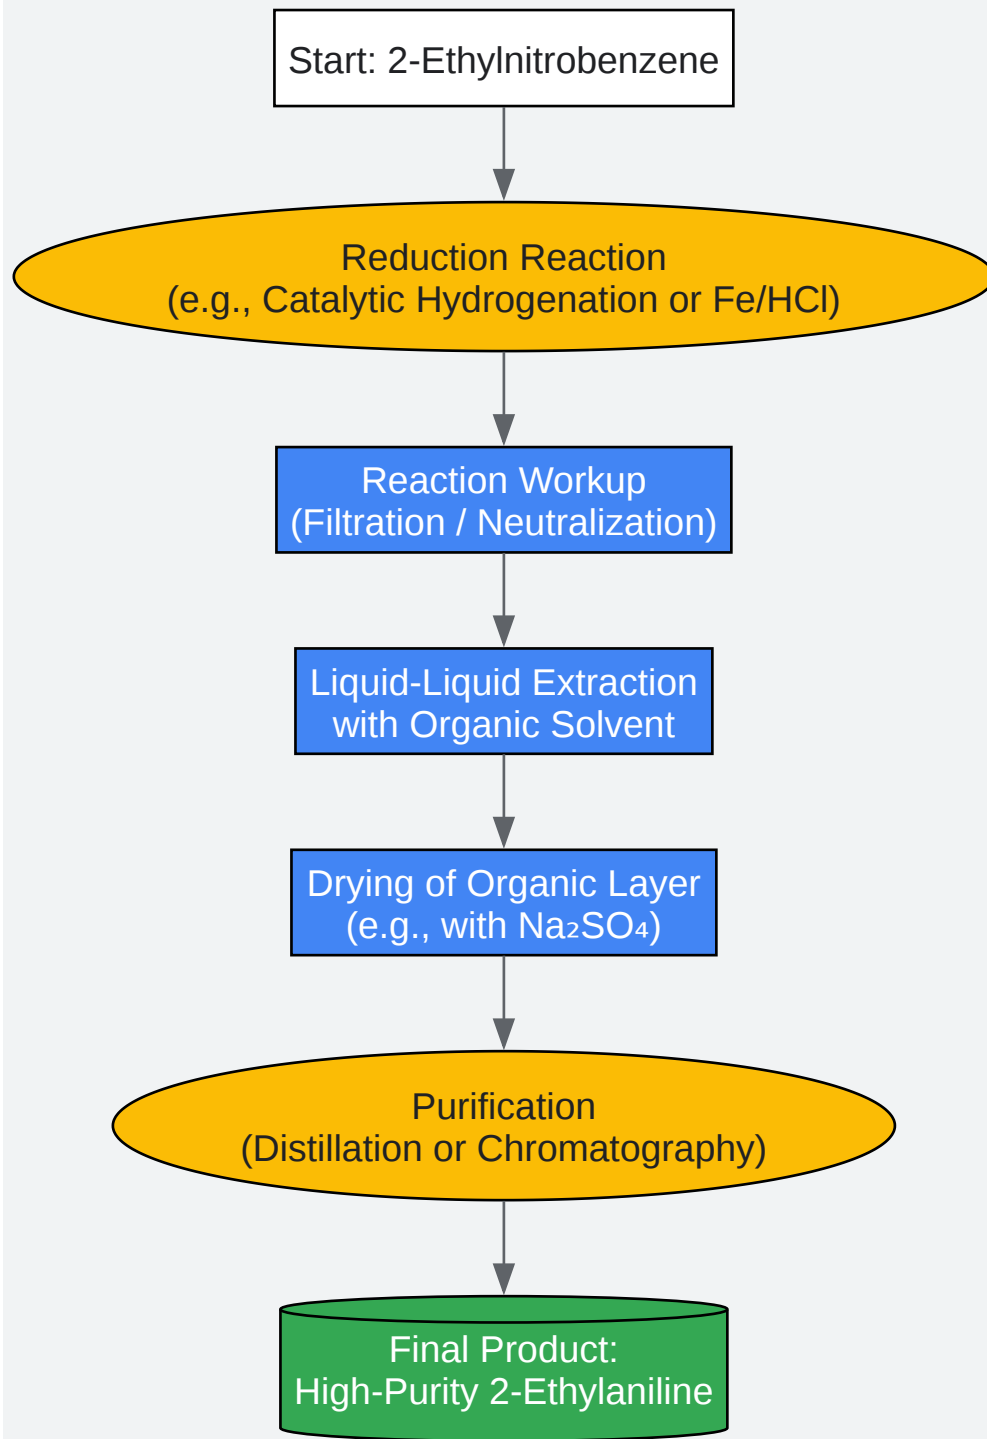 Start: 2-Ethylnitrobenzene
Reduction Reaction
(e.g., Catalytic Hydrogenation or Fe/HCl)
Reaction Workup
(Filtration / Neutralization)
Liquid-Liquid Extraction
with Organic Solvent
Drying of Organic Layer
(e.g., with Na₂SO₄)
Purification
(Distillation or Chromatography)
Final Product:
High-Purity 2-Ethylaniline